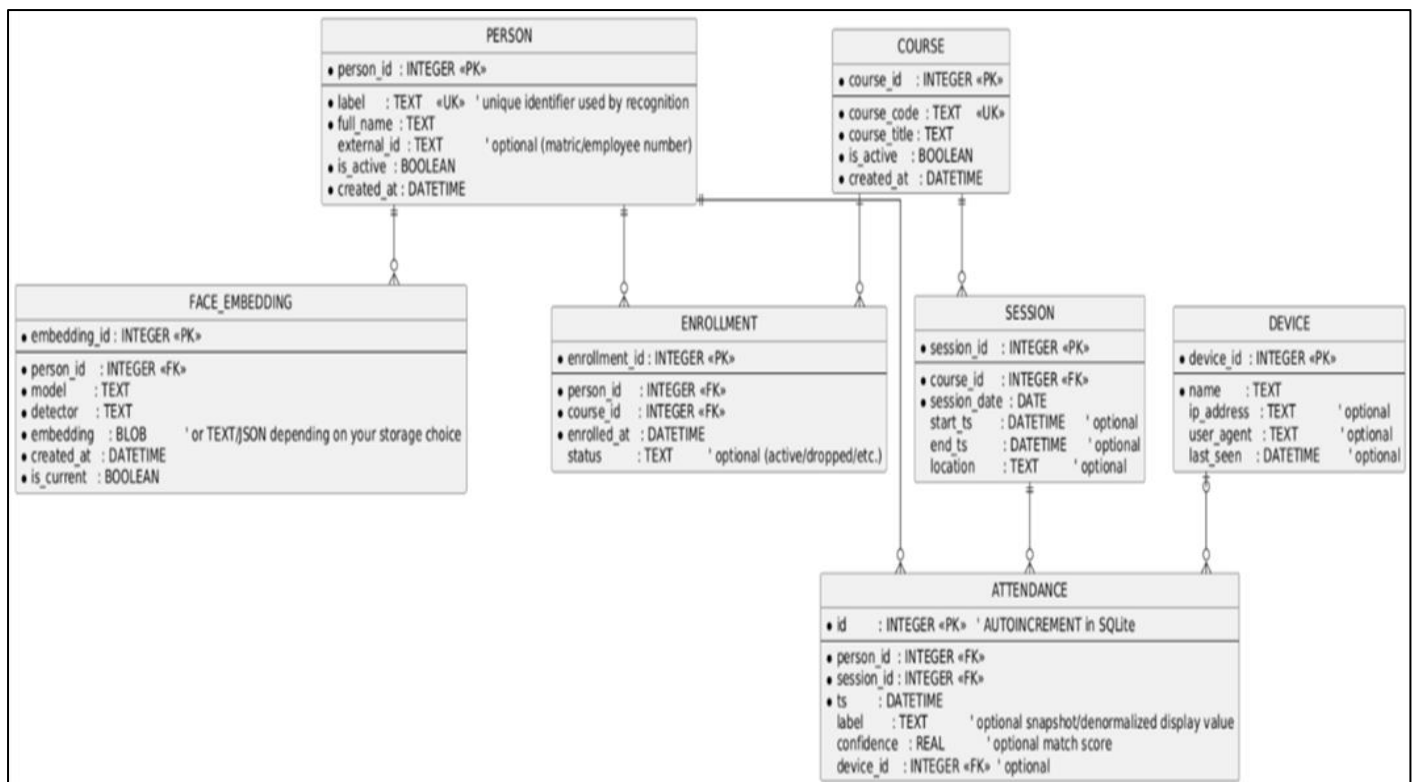 PERSON
● person_id : INTEGER «PK»
● label : TEXT «UK» ' unique identifier used by recognition
● full_name : TEXT
external_id : TEXT ' optional (matric/employee number)
● is_active : BOOLEAN
● created_at : DATETIME
COURSE
● course_id : INTEGER «PK»
● course_code : TEXT «UK»
● course_title : TEXT
● is_active : BOOLEAN
● created_at : DATETIME
FACE_EMBEDDING
● embedding_id : INTEGER «PK»
● person_id : INTEGER «FK»
● model : TEXT
● detector : TEXT
● embedding : BLOB ' or TEXT/JSON depending on your storage choice
● created_at : DATETIME
● is_current : BOOLEAN
ENROLLMENT
● enrollment_id : INTEGER «PK»
● person_id : INTEGER «FK»
● course_id : INTEGER «FK»
● enrolled_at : DATETIME
status : TEXT ' optional (active/dropped/etc.)
SESSION
● session_id : INTEGER «PK»
● course_id : INTEGER «FK»
● session_date : DATE
start_ts : DATETIME ' optional
end_ts : DATETIME ' optional
location : TEXT ' optional
DEVICE
● device_id : INTEGER «PK»
● name : TEXT
ip_address : TEXT ' optional
user_agent : TEXT ' optional
last_seen : DATETIME ' optional
ATTENDANCE
● id : INTEGER «PK» ' AUTOINCREMENT in SQLite
● person_id : INTEGER «FK»
● session_id : INTEGER «FK»
● ts : DATETIME
label : TEXT ' optional snapshot/denormalized display value
confidence : REAL ' optional match score
device_id : INTEGER «FK» ' optional